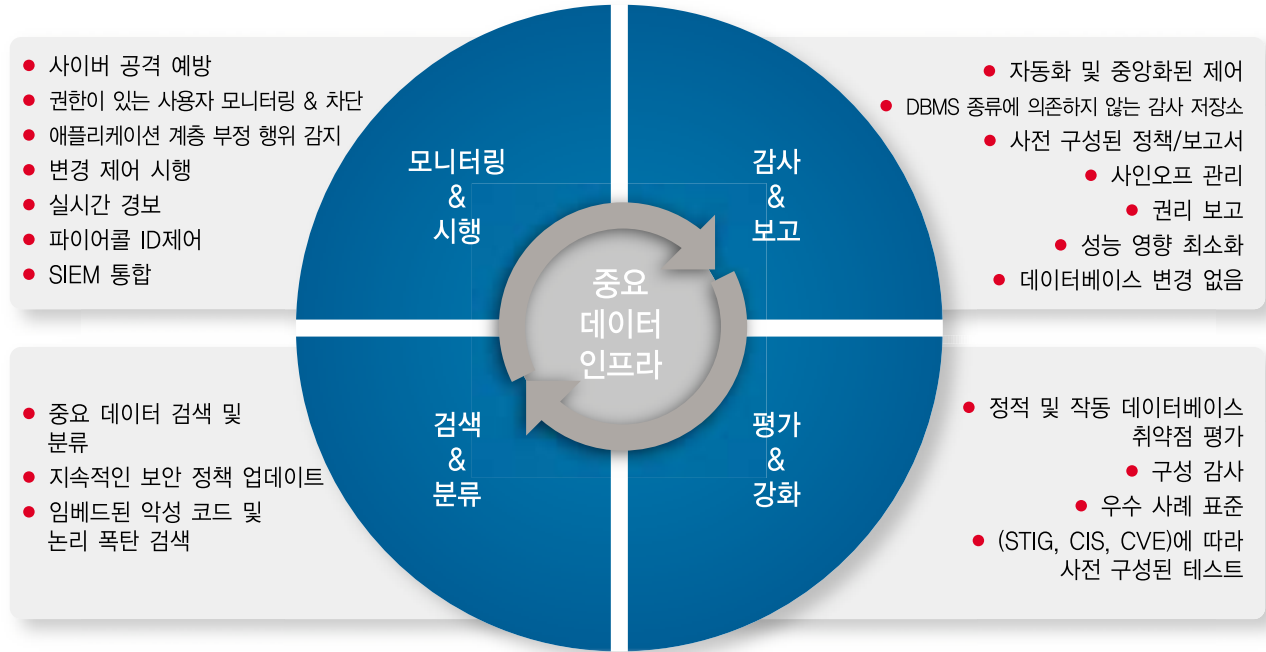 사이버 공격 예방
권한이 있는 사용자 모니터링 & 차단
애플리케이션 계층 부정 행위 감지
변경 제어 시행
실시간 경보
파이어콜 ID제어
SIEM 통합
모니터링
&
시행
감사
&
보고
자동화 및 중앙화된 제어
DBMS 종류에 의존하지 않는 감사 저장소
사전 구성된 정책/보고서
사인오프 관리
권리 보고
성능 영향 최소화
데이터베이스 변경 없음
중요
데이터
인프라
중요 데이터 검색 및
분류
지속적인 보안 정책 업데이트
임베드된 악성 코드 및
논리 폭탄 검색
검색
&
분류
평가
&
강화
정적 및 작동 데이터베이스
취약점 평가
구성 감사
우수 사례 표준
(STIG, CIS, CVE)에 따라
사전 구성된 테스트